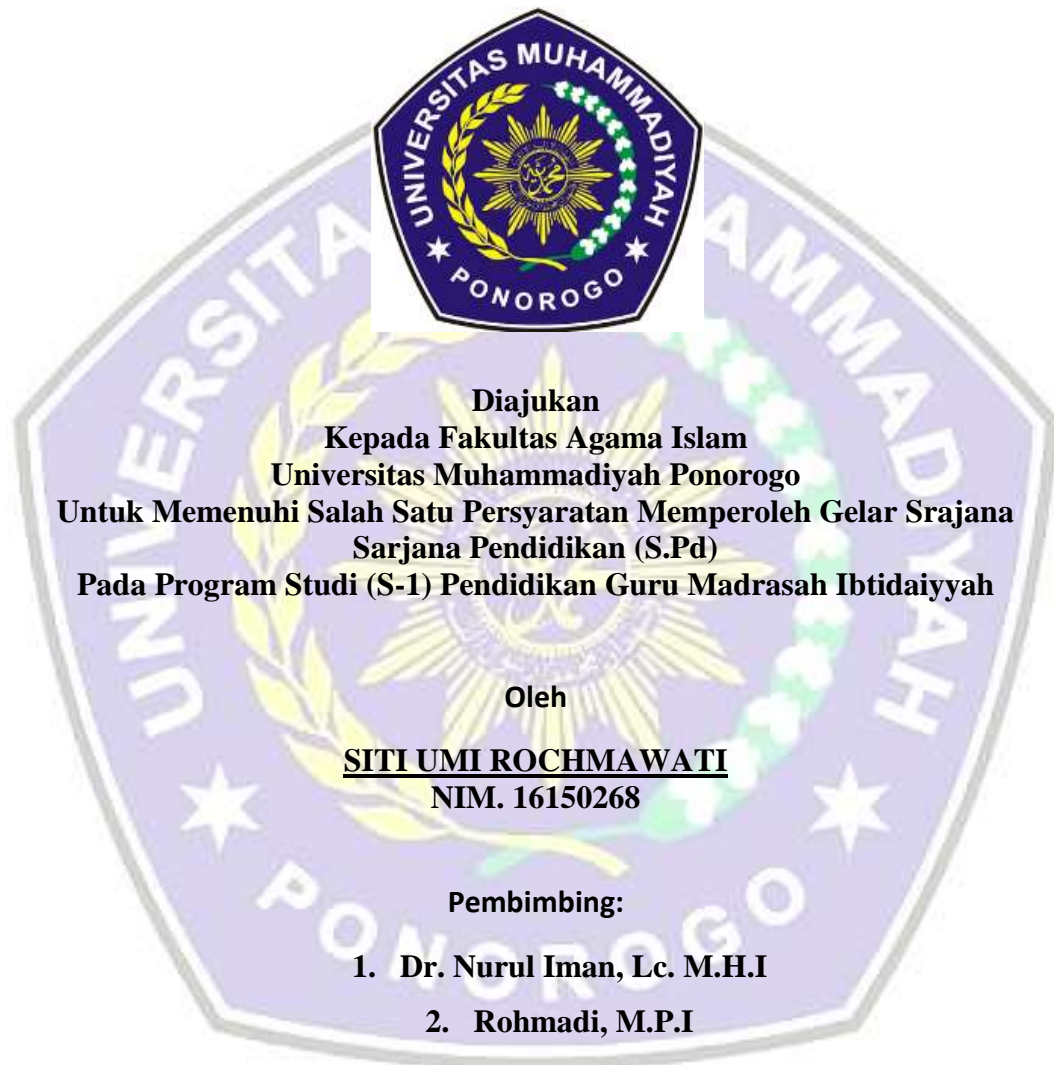 UNIVERSITAS MUHAMMADIYAH
PONOROGO
Diajukan
Kepada Fakultas Agama Islam
Universitas Muhammadiyah Ponorogo
Untuk Memenuhi Salah Satu Persyaratan Memperoleh Gelar Srajana
Sarjana Pendidikan (S.Pd)
Pada Program Studi (S-1) Pendidikan Guru Madrasah Ibtidaiyyah
Oleh
SITI UMI ROCHMAWATI
NIM. 16150268
Pembimbing:
1. Dr. Nurul Iman, Lc. M.H.I
2. Rohmadi, M.P.I